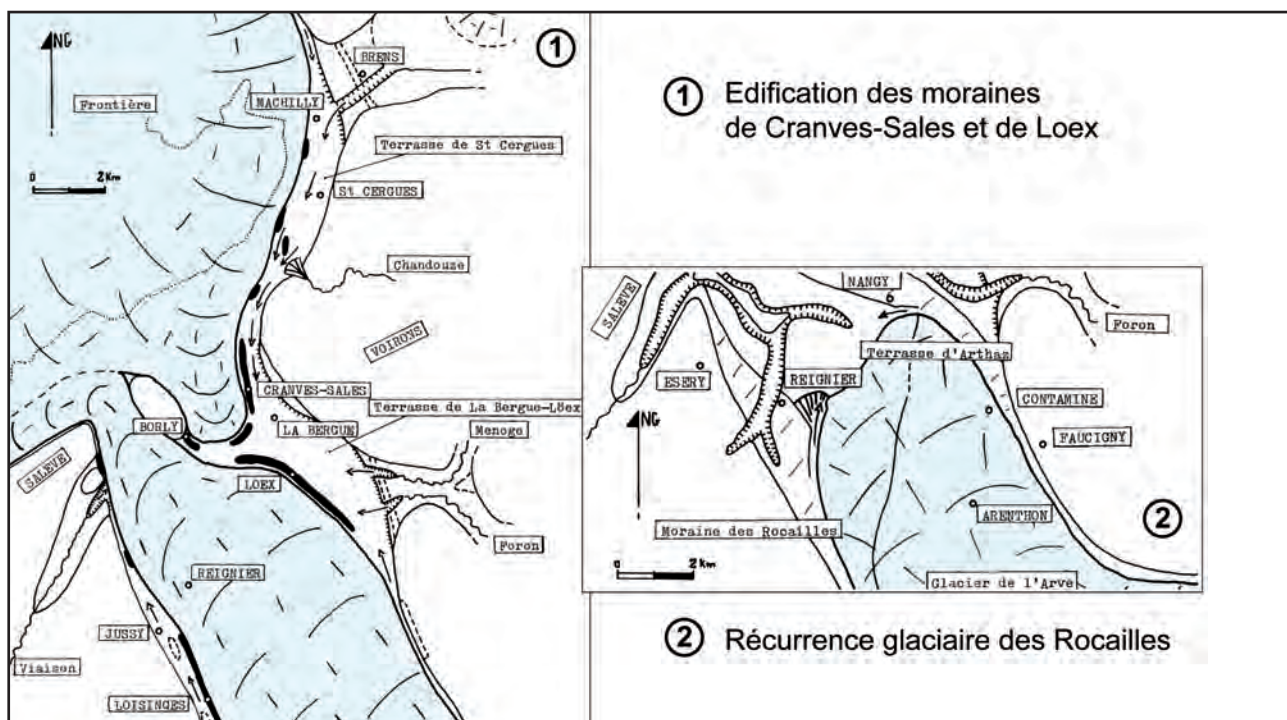 NG
1
BRENS
Frontière
MACHILLY
Terrasse de St Cergues
0 2 Km
St CERGUES
Chandouze
VOIRONS
CRANVES-SALES
Terrasse de La Bergue-Löex
BORLY
LA BERGUE
Menoge
SALEVE
LOEX
Foron
REIGNIER
JUSSY
Viaison
LOISINGES
1 Edification des moraines
de Cranves-Sales et de Loex
NANGY
6
SALEVE
Foron
Terrasse d'Arthaz
ESERY
REIGNIER
CONTAMINE
NG
FAUCIGNY
ARENTHON
Moraine des Rocailles
2
0 2 Km
Glacier de l'Arve
2 Récurrence glaciaire des Rocailles